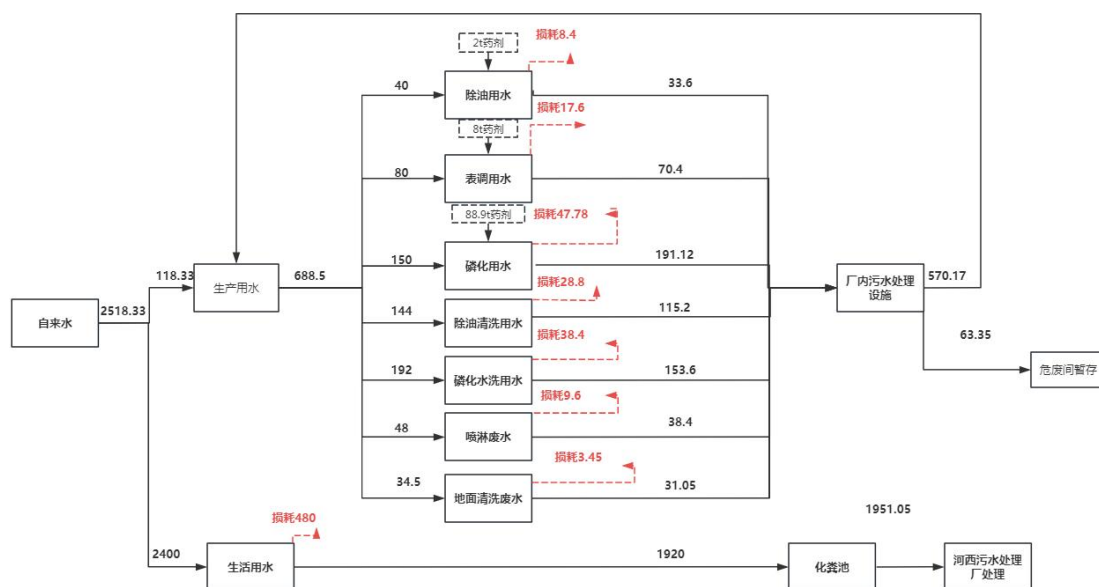 2t药剂
损耗8.4
40
除油用水
33.6
损耗17.6
8t药剂
80
表调用水
70.4
88.9t药剂
损耗47.78
118.33
生产用水
688.5
150
磷化用水
191.12
厂内污水处理
设施
570.17
损耗28.8
自来水
2518.33
144
除油清洗用水
115.2
损耗38.4
63.35
192
磷化水洗用水
153.6
危废间暂存
损耗9.6
48
喷淋废水
38.4
损耗3.45
34.5
地面清洗废水
31.05
1951.05
损耗480
2400
生活用水
1920
化粪池
河西污水处理
厂处理